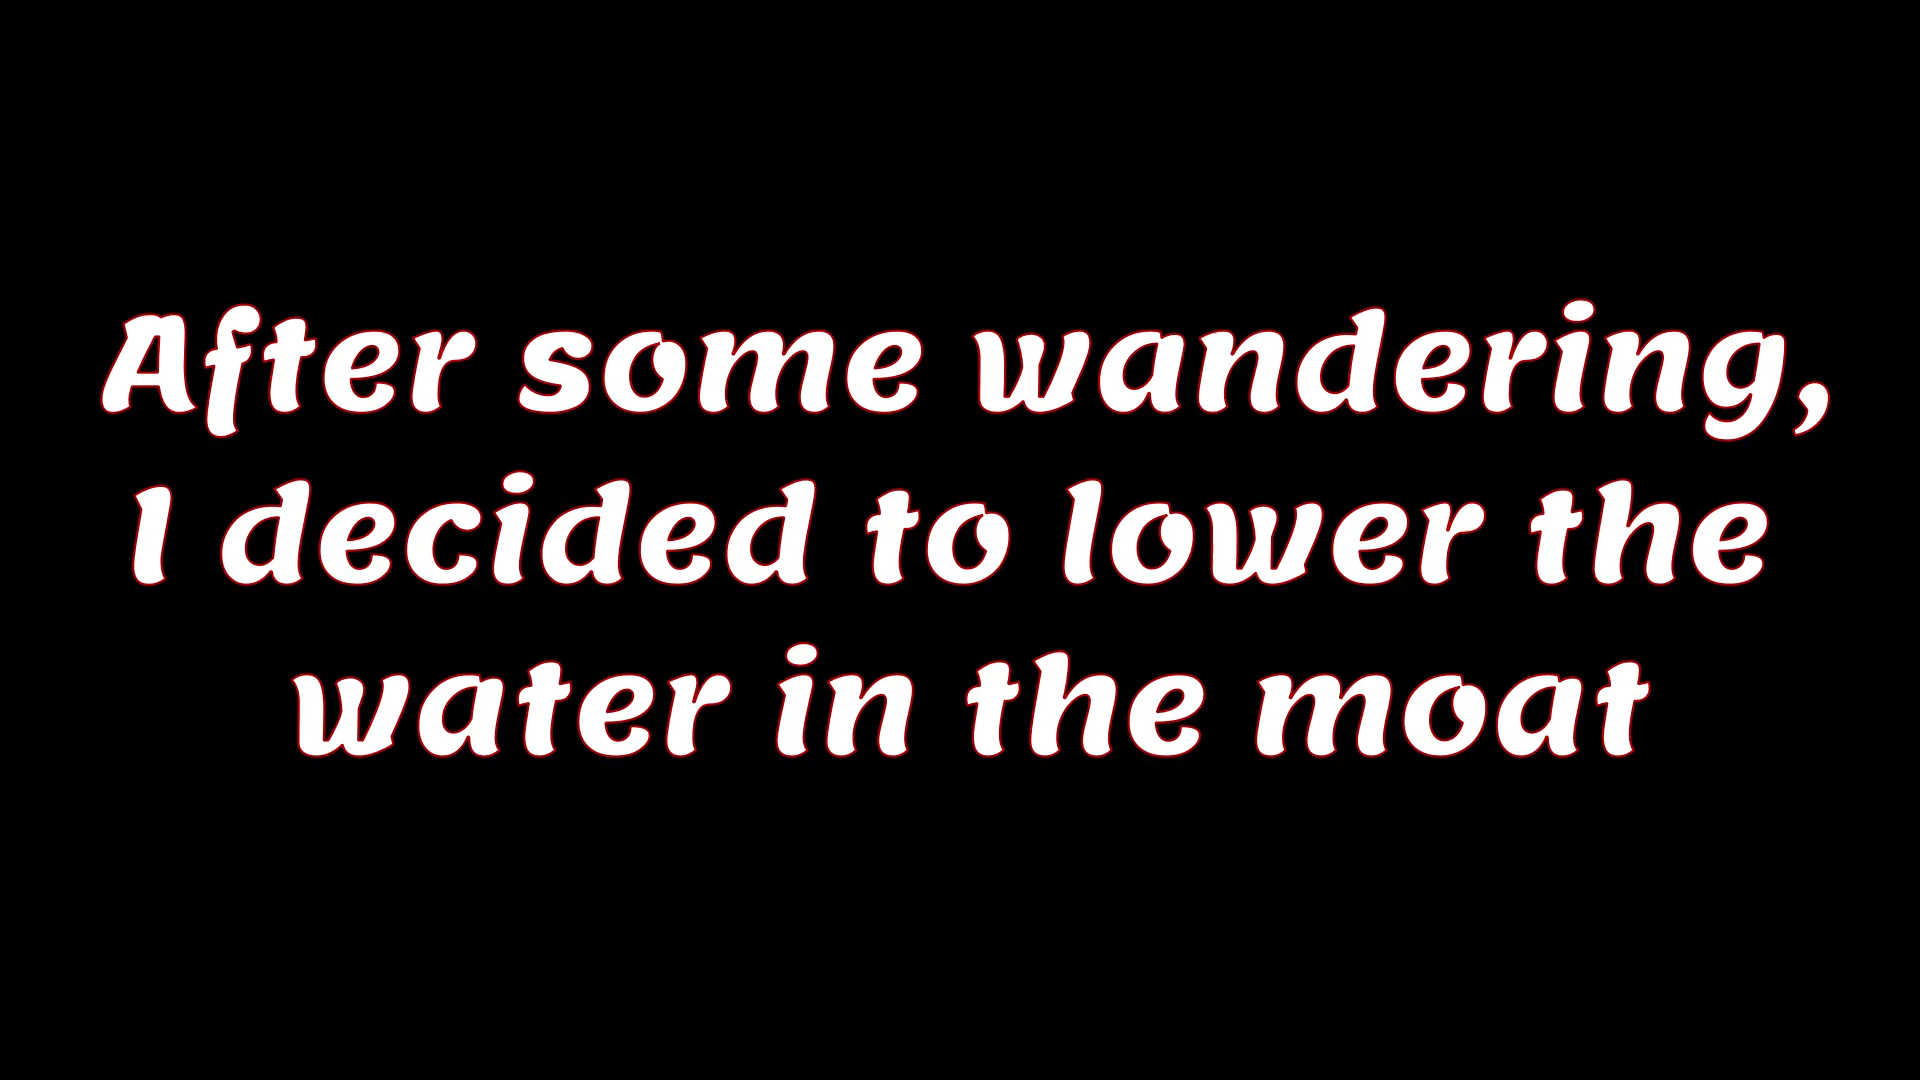 After some wandering,
I decided to lower the
water in the moat